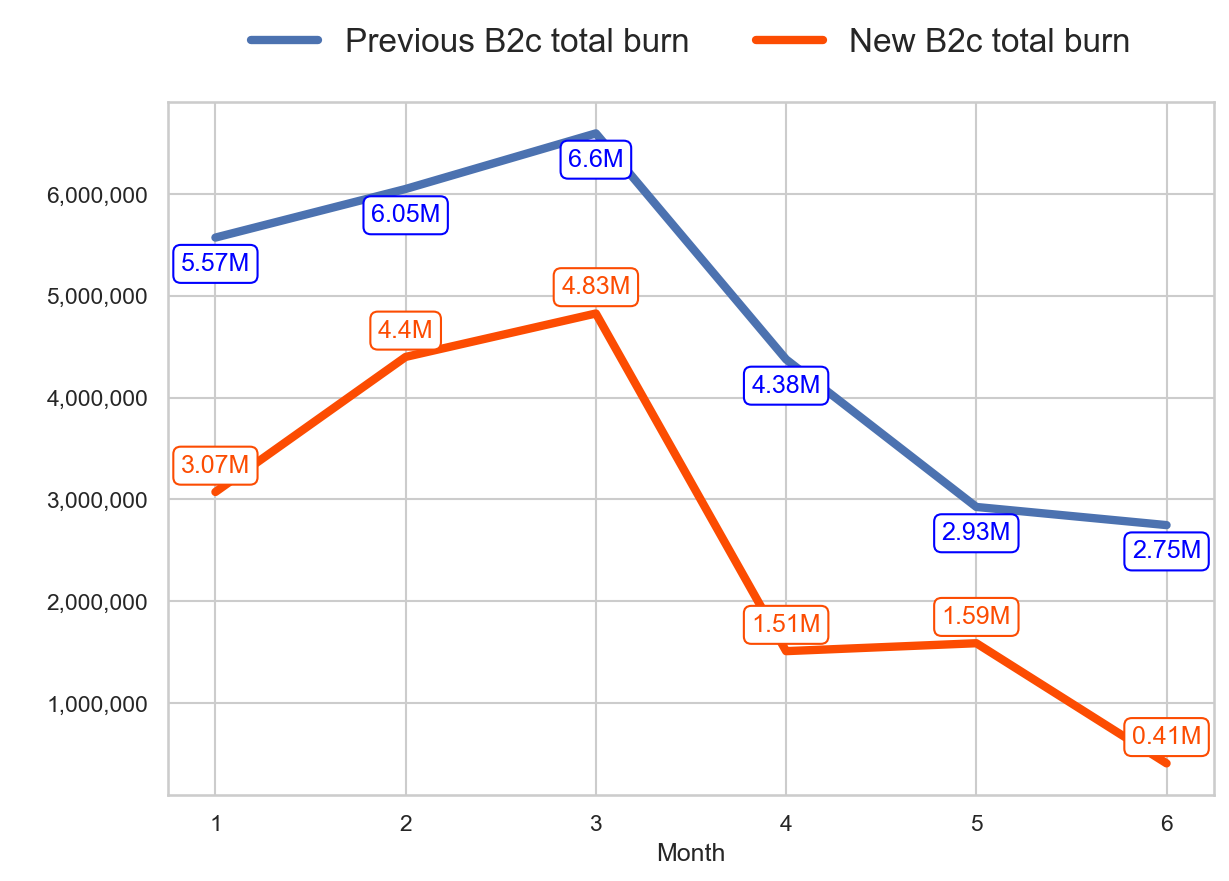 Previous B2c total burn New B2c total burn
6.6M
6,000,000
6.05M
5.57M
5,000,000
4.83M
4.4M
4,000,000
4.38M
3.07M
3,000,000
2.93M
2.75M
2,000,000
1.51M
1.59M
1,000,000
0.41M
1 2 3 4 5 6
Month